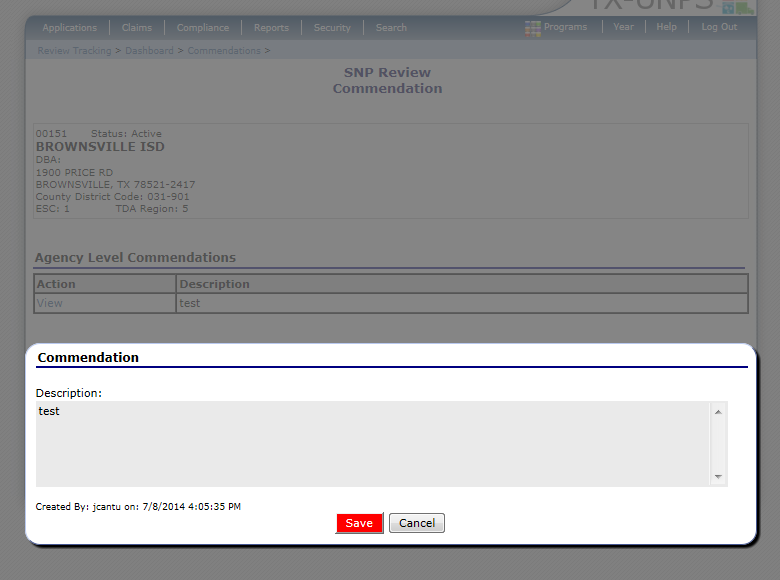 TX-UNPS
Applications Claims Compliance Reports Security Search Programs Year Help Log Out
Review Tracking > Dashboard > Commendations >
SNP Review
Commendation
00151 Status: Active
BROWNSVILLE ISD
DBA:
1900 PRICE RD
BROWNSVILLE, TX 78521-2417
County District Code: 031-901
ESC: 1 TDA Region: 5
Agency Level Commendations
Action Description
View test
Commendation
Description:
test
Created By: jcantu on: 7/8/2014 4:05:35 PM
Save Cancel